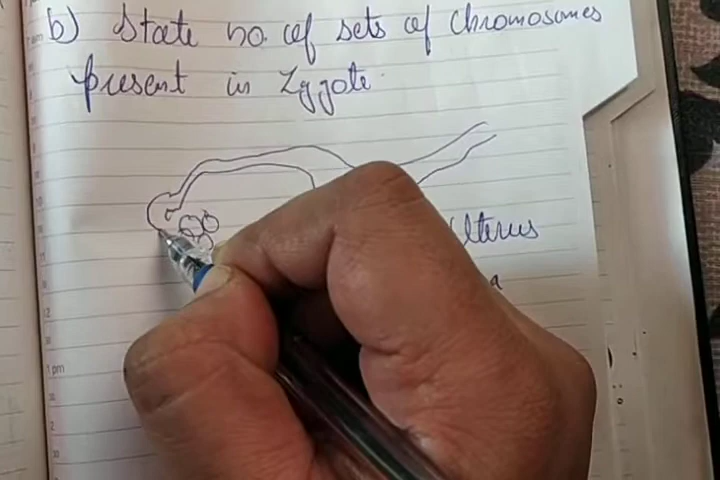 b) State no. of sets of chromosomes
present in Zygote.
Uterus